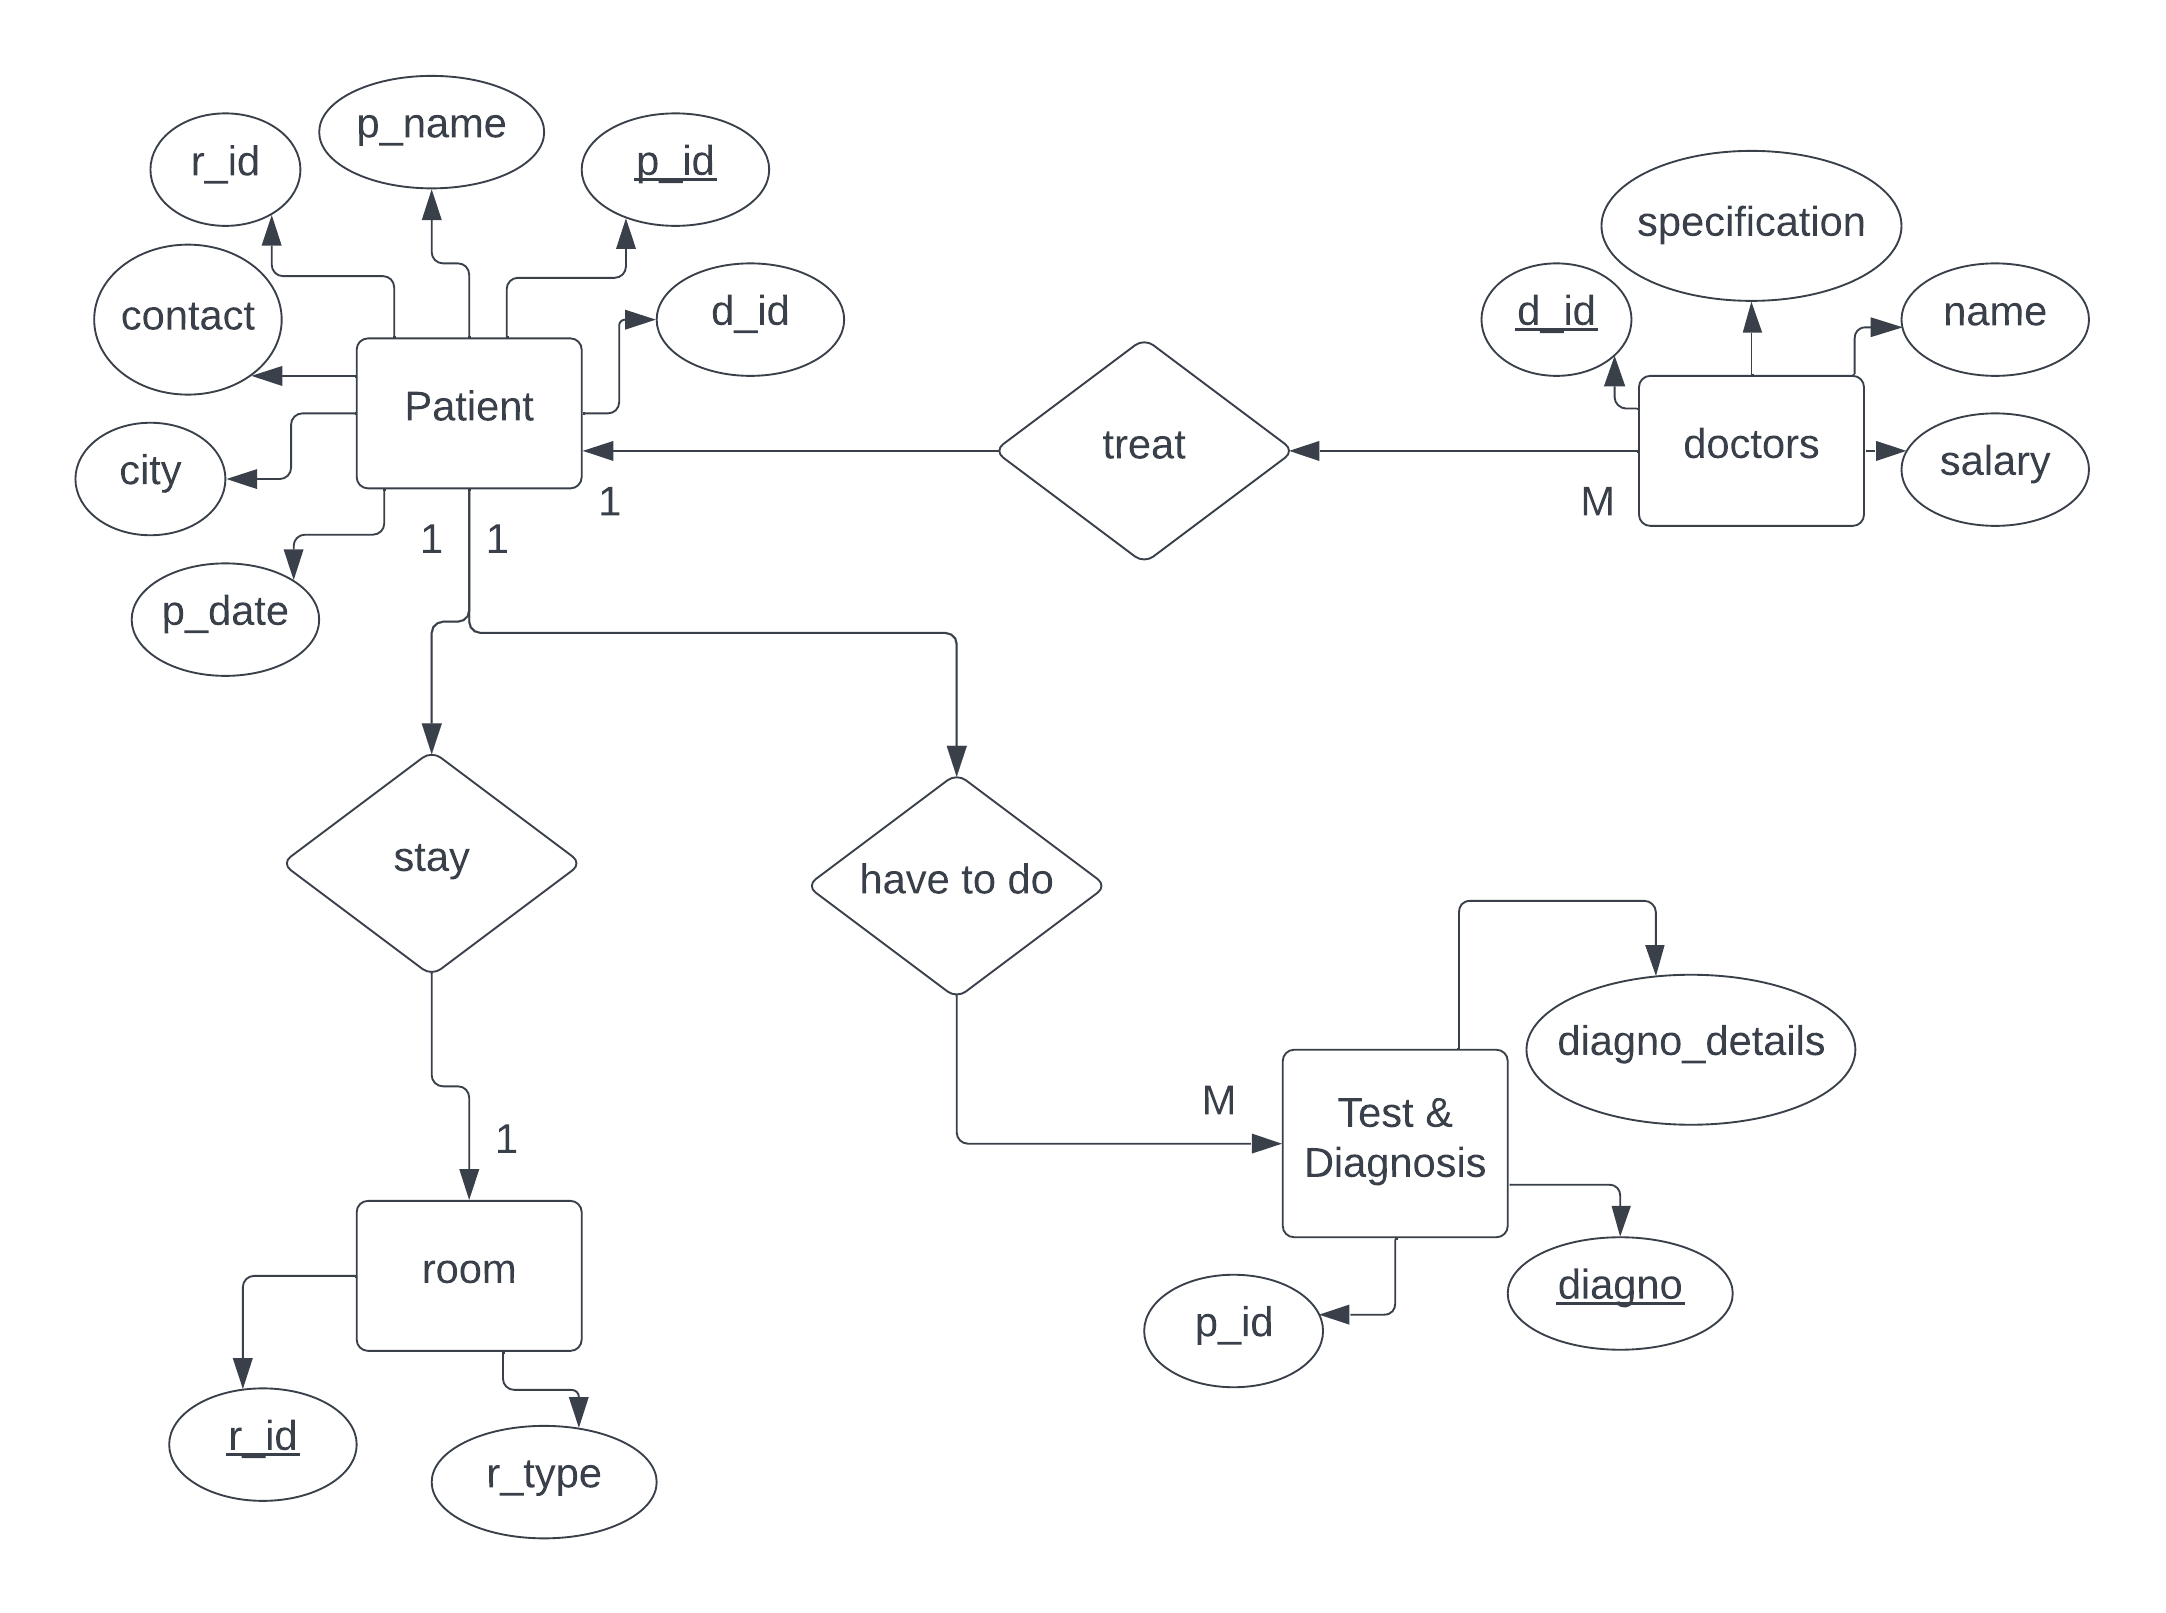 p_name
r_id
p_id
specification
contact
d_id
d_id
name
Patient
treat
doctors
salary
city
1
M
1
1
p_date
stay
have to do
diagno_details
M
Test &
Diagnosis
1
room
diagno
p_id
r_id
r_type